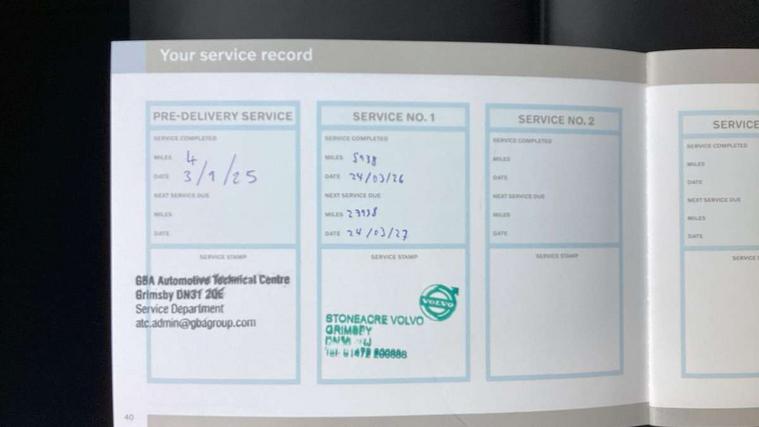 Your service record
PRE-DELIVERY SERVICE
SERVICE COMPLETED
MILES 4
DATE 3/9/25
NEXT SERVICE DUE
MILES
DATE
SERVICE STAMP
GBA Automotive Technical Centre
Grimsby DN31 2QE
Service Department
atc.admin@gbagroup.com
SERVICE NO. 1
SERVICE COMPLETED
MILES 5938
DATE 24/03/26
NEXT SERVICE DUE
MILES 23938
DATE 24/03/27
SERVICE STAMP
VOLVO
STONEACRE VOLVO
GRIMSBY
Tel:
SERVICE NO. 2
SERVICE COMPLETED
MILES
DATE
NEXT SERVICE DUE
MILES
DATE
SERVICE STAMP
SERVICE
SERVICE COMPLETED
MILES
DATE
NEXT SERVICE DUE
MILES
DATE
SERVICE
40